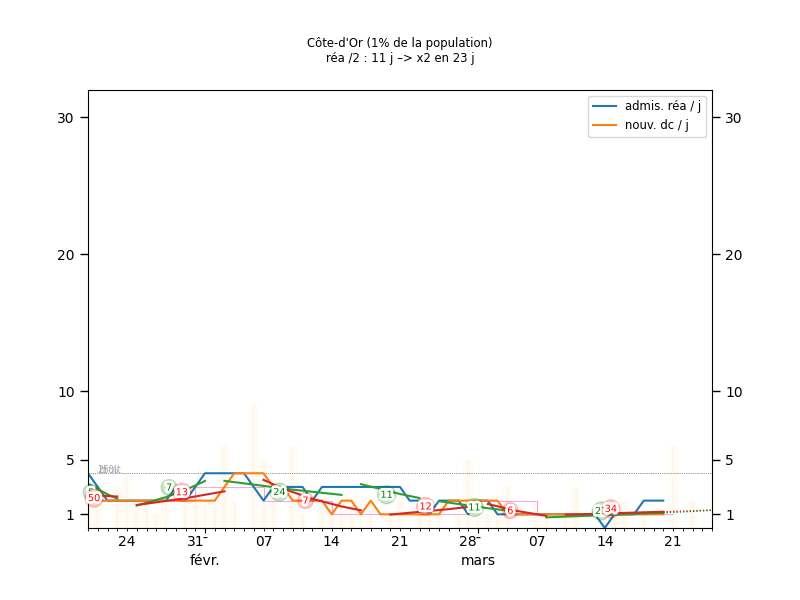 Côte-d'Or (1% de la population)
réa /2 : 11 j –> x2 en 23 j
admis. réa / j
nouv. dc / j
30 30
20 20
10 10
5 5
1 1
50 7 13 24 7 11 12 11 6 34
24 31 07 14 21 28 07 14 21
févr. mars